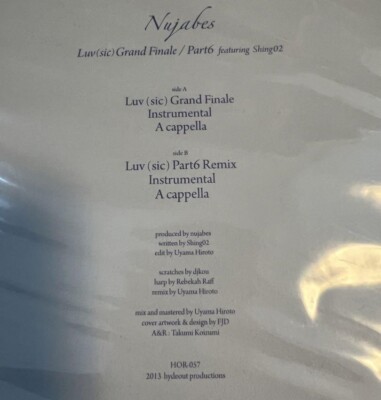 Nujabes
Luv(sic) Grand Finale / Part6 featuring Shing02
side A
Luv (sic) Grand Finale
Instrumental
A cappella
side B
Luv (sic) Part6 Remix
Instrumental
A cappella
produced by nujabes
written by Shing02
edit by Uyama Hiroto
scratches by djkou
harp by Rebekah Raff
remix by Uyama Hiroto
mix and mastered by Uyama Hiroto
cover artwork & design by FJD
A&R : Takumi Koizumi
HOR-057
2013 hydeout productions